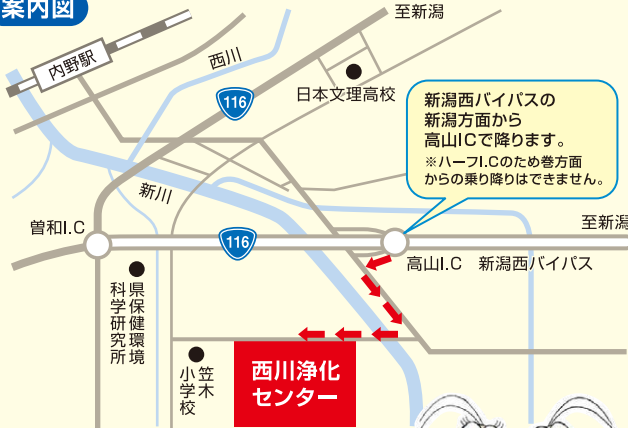 案内図
至新潟
内野駅
西川
116
日本文理高校
新潟西バイパスの
新潟方面から
高山ICで降ります。
※ハーフI.Cのため巻方面
からの乗り降りはできません。
新川
曽和I.C
116
至新潟
高山I.C 新潟西バイパス
県保健環境
科学研究所
笠木
小学校
西川浄化
センター